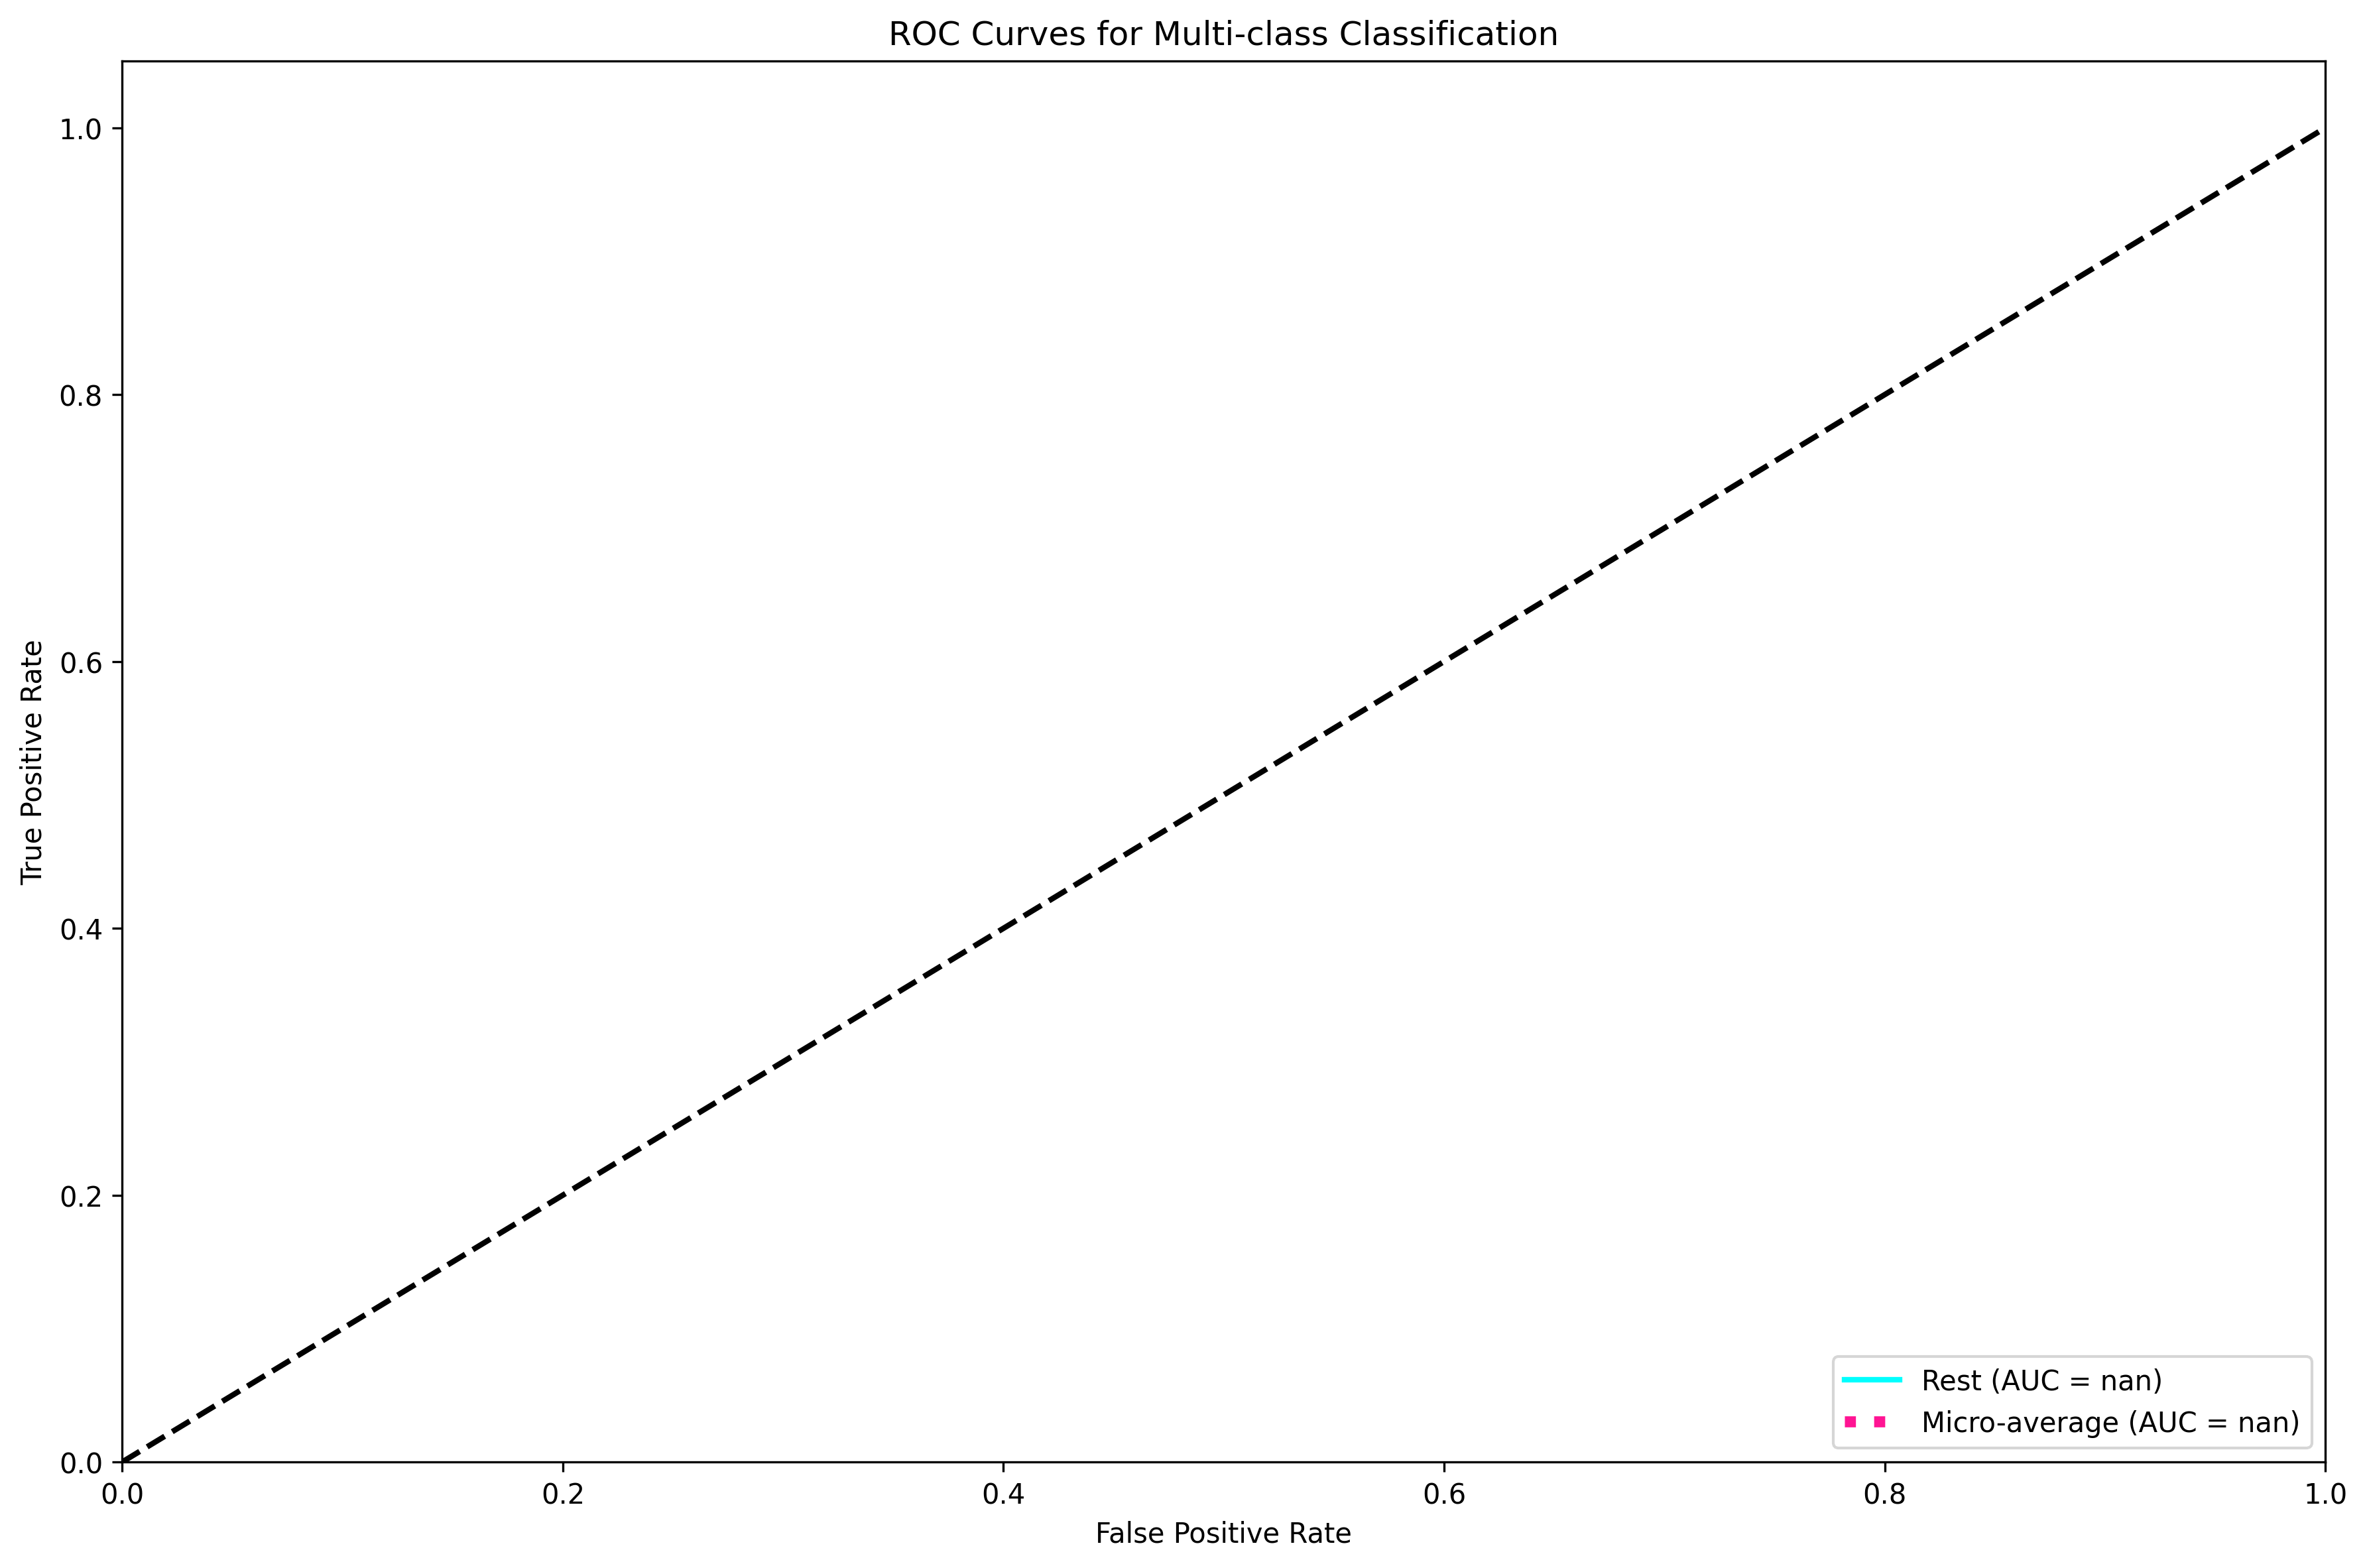 ROC Curves for Multi-class Classification
True Positive Rate
1.0
0.8
0.6
0.4
0.2
0.0
Rest (AUC = nan)
Micro-average (AUC = nan)
0.0 0.2 0.4 0.6 0.8 1.0
False Positive Rate